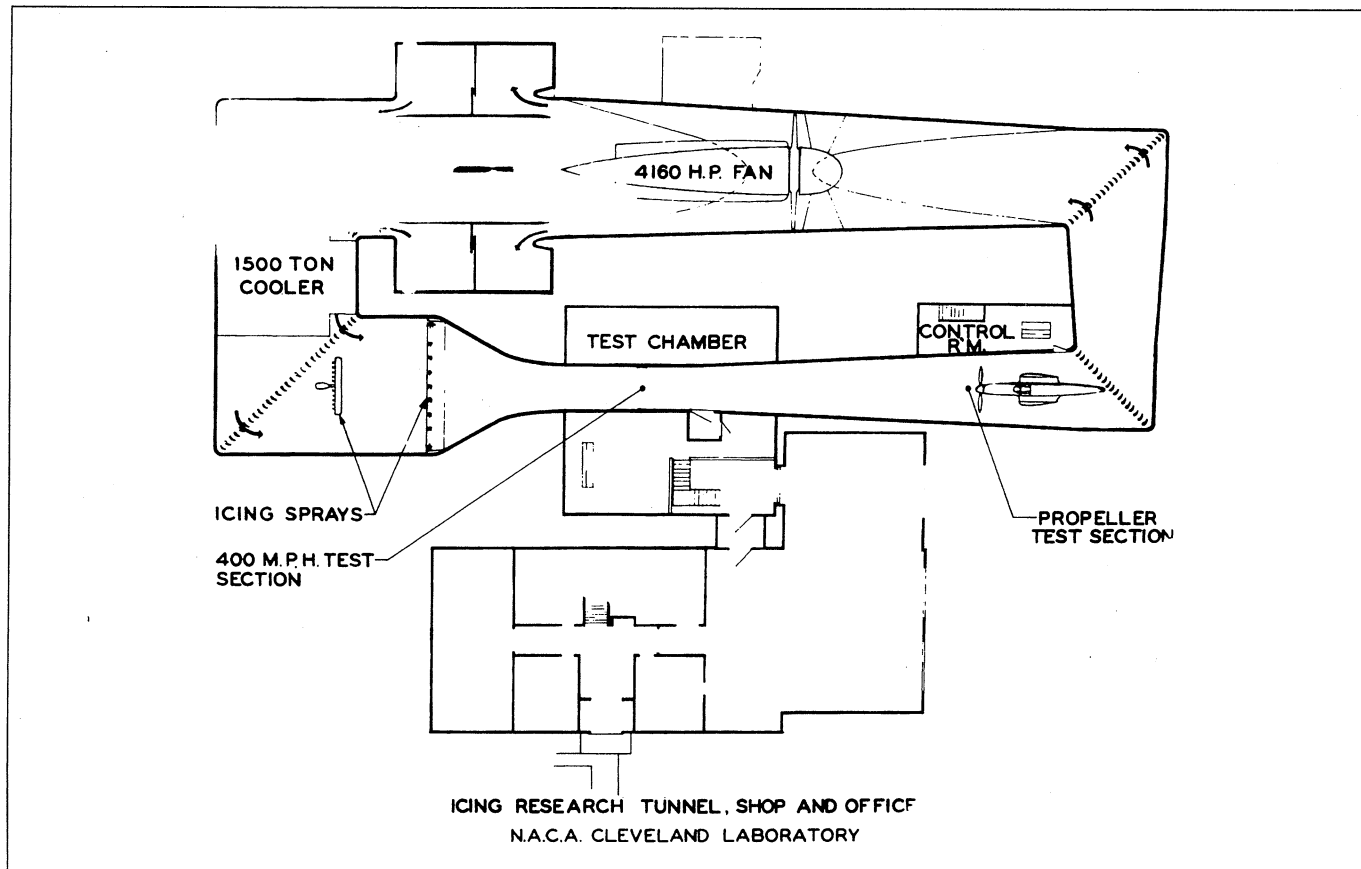 4160 H.P. FAN
1500 TON
COOLER
TEST CHAMBER
CONTROL
R'M.
ICING SPRAYS
400 M.P.H. TEST
SECTION
PROPELLER
TEST SECTION
ICING RESEARCH TUNNEL, SHOP AND OFFICE
N.A.C.A. CLEVELAND LABORATORY